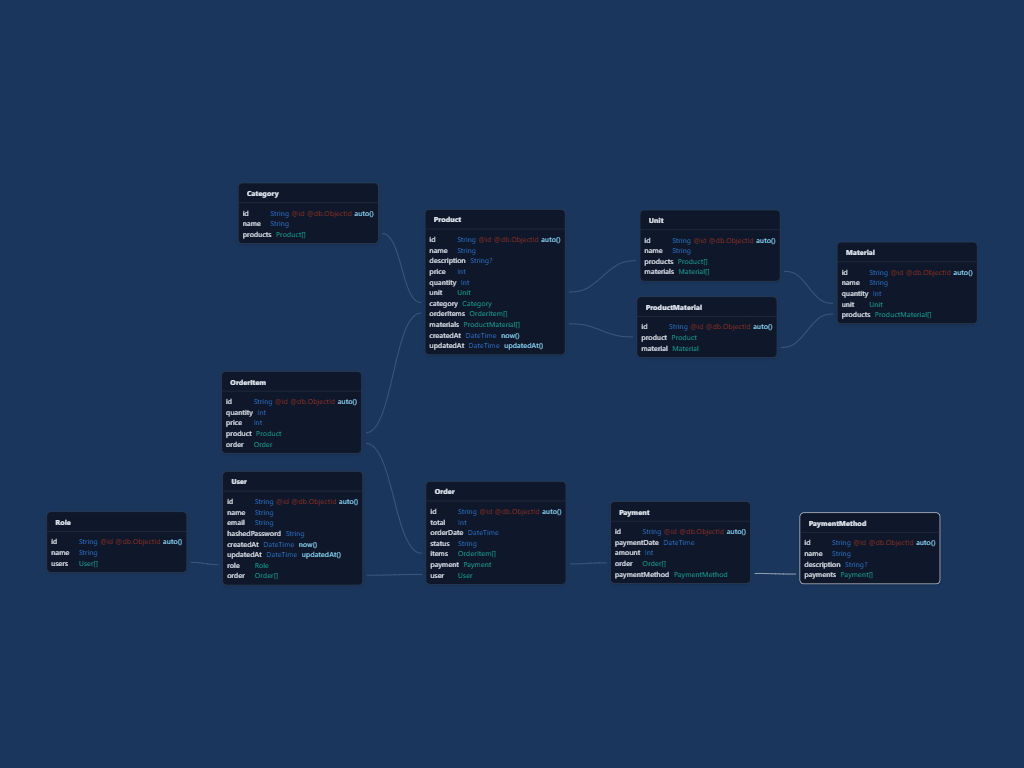 Category
id String @id @db.ObjectId auto()
name String
products Product[]
Product
id String @id @db.ObjectId auto()
name String
description String?
price Int
quantity Int
unit Unit
category Category
orderItems OrderItem[]
materials ProductMaterial[]
createdAt DateTime now()
updatedAt DateTime updatedAt()
Unit
id String @id @db.ObjectId auto()
name String
products Product[]
materials Material[]
Material
id String @id @db.ObjectId auto()
name String
quantity Int
unit Unit
products ProductMaterial[]
ProductMaterial
id String @id @db.ObjectId auto()
product Product
material Material
OrderItem
id String @id @db.ObjectId auto()
quantity Int
price Int
product Product
order Order
User
id String @id @db.ObjectId auto()
name String
email String
hashedPassword String
createdAt DateTime now()
updatedAt DateTime updatedAt()
role Role
order Order[]
Order
id String @id @db.ObjectId auto()
total Int
orderDate DateTime
status String
items OrderItem[]
payment Payment
user User
Role
id String @id @db.ObjectId auto()
name String
users User[]
Payment
id String @id @db.ObjectId auto()
paymentDate DateTime
amount Int
order Order[]
paymentMethod PaymentMethod
PaymentMethod
id String @id @db.ObjectId auto()
name String
description String?
payments Payment[]